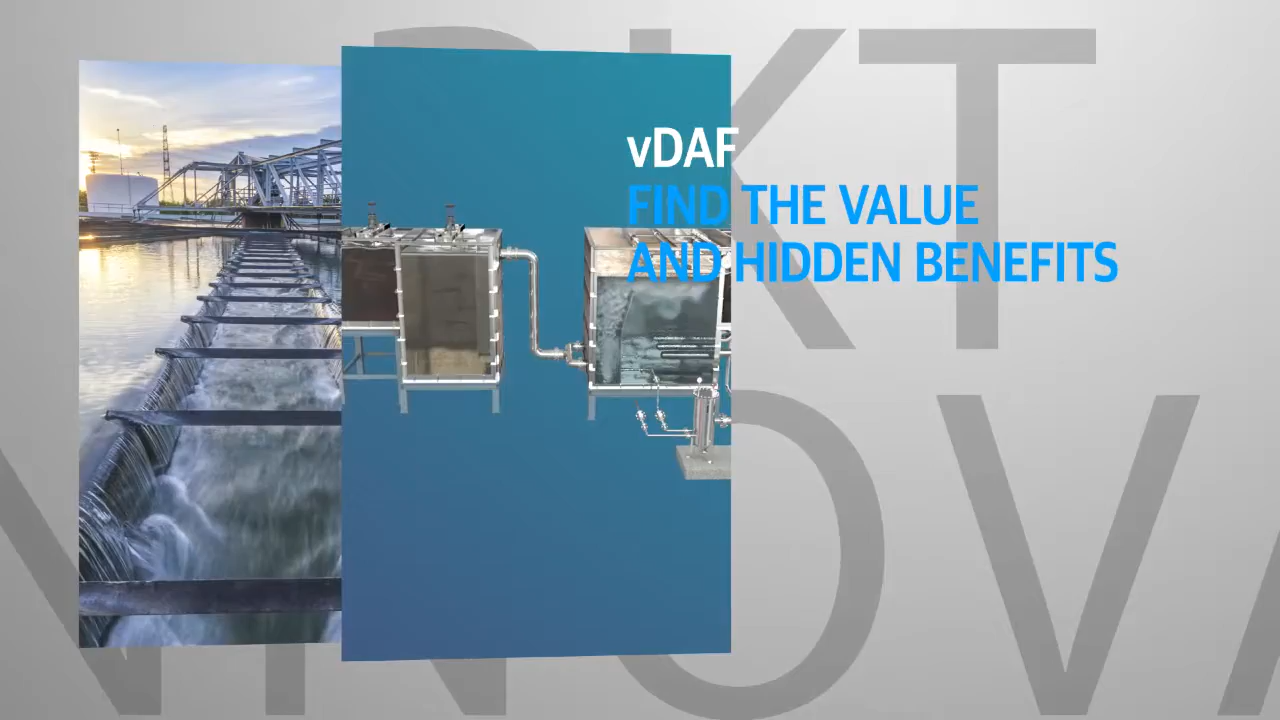 vDAF
FIND THE VALUE
AND HIDDEN BENEFITS